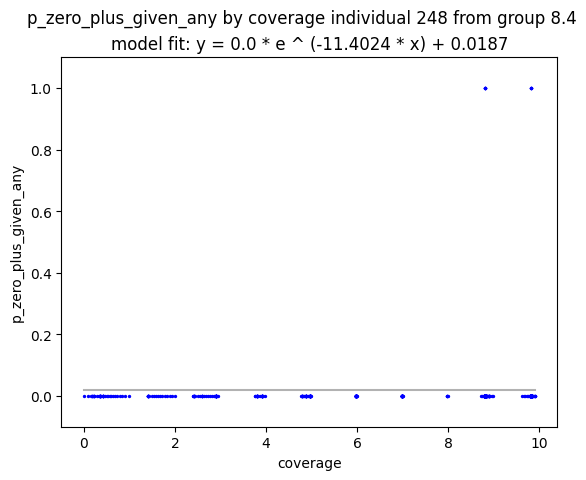 p_zero_plus_given_any by coverage individual 248 from group 8.4
model fit: y = 0.0 * e ^ (-11.4024 * x) + 0.0187
1.0
0.8
0.6
0.4
0.2
0.0
p_zero_plus_given_any
0 2 4 6 8 10
coverage